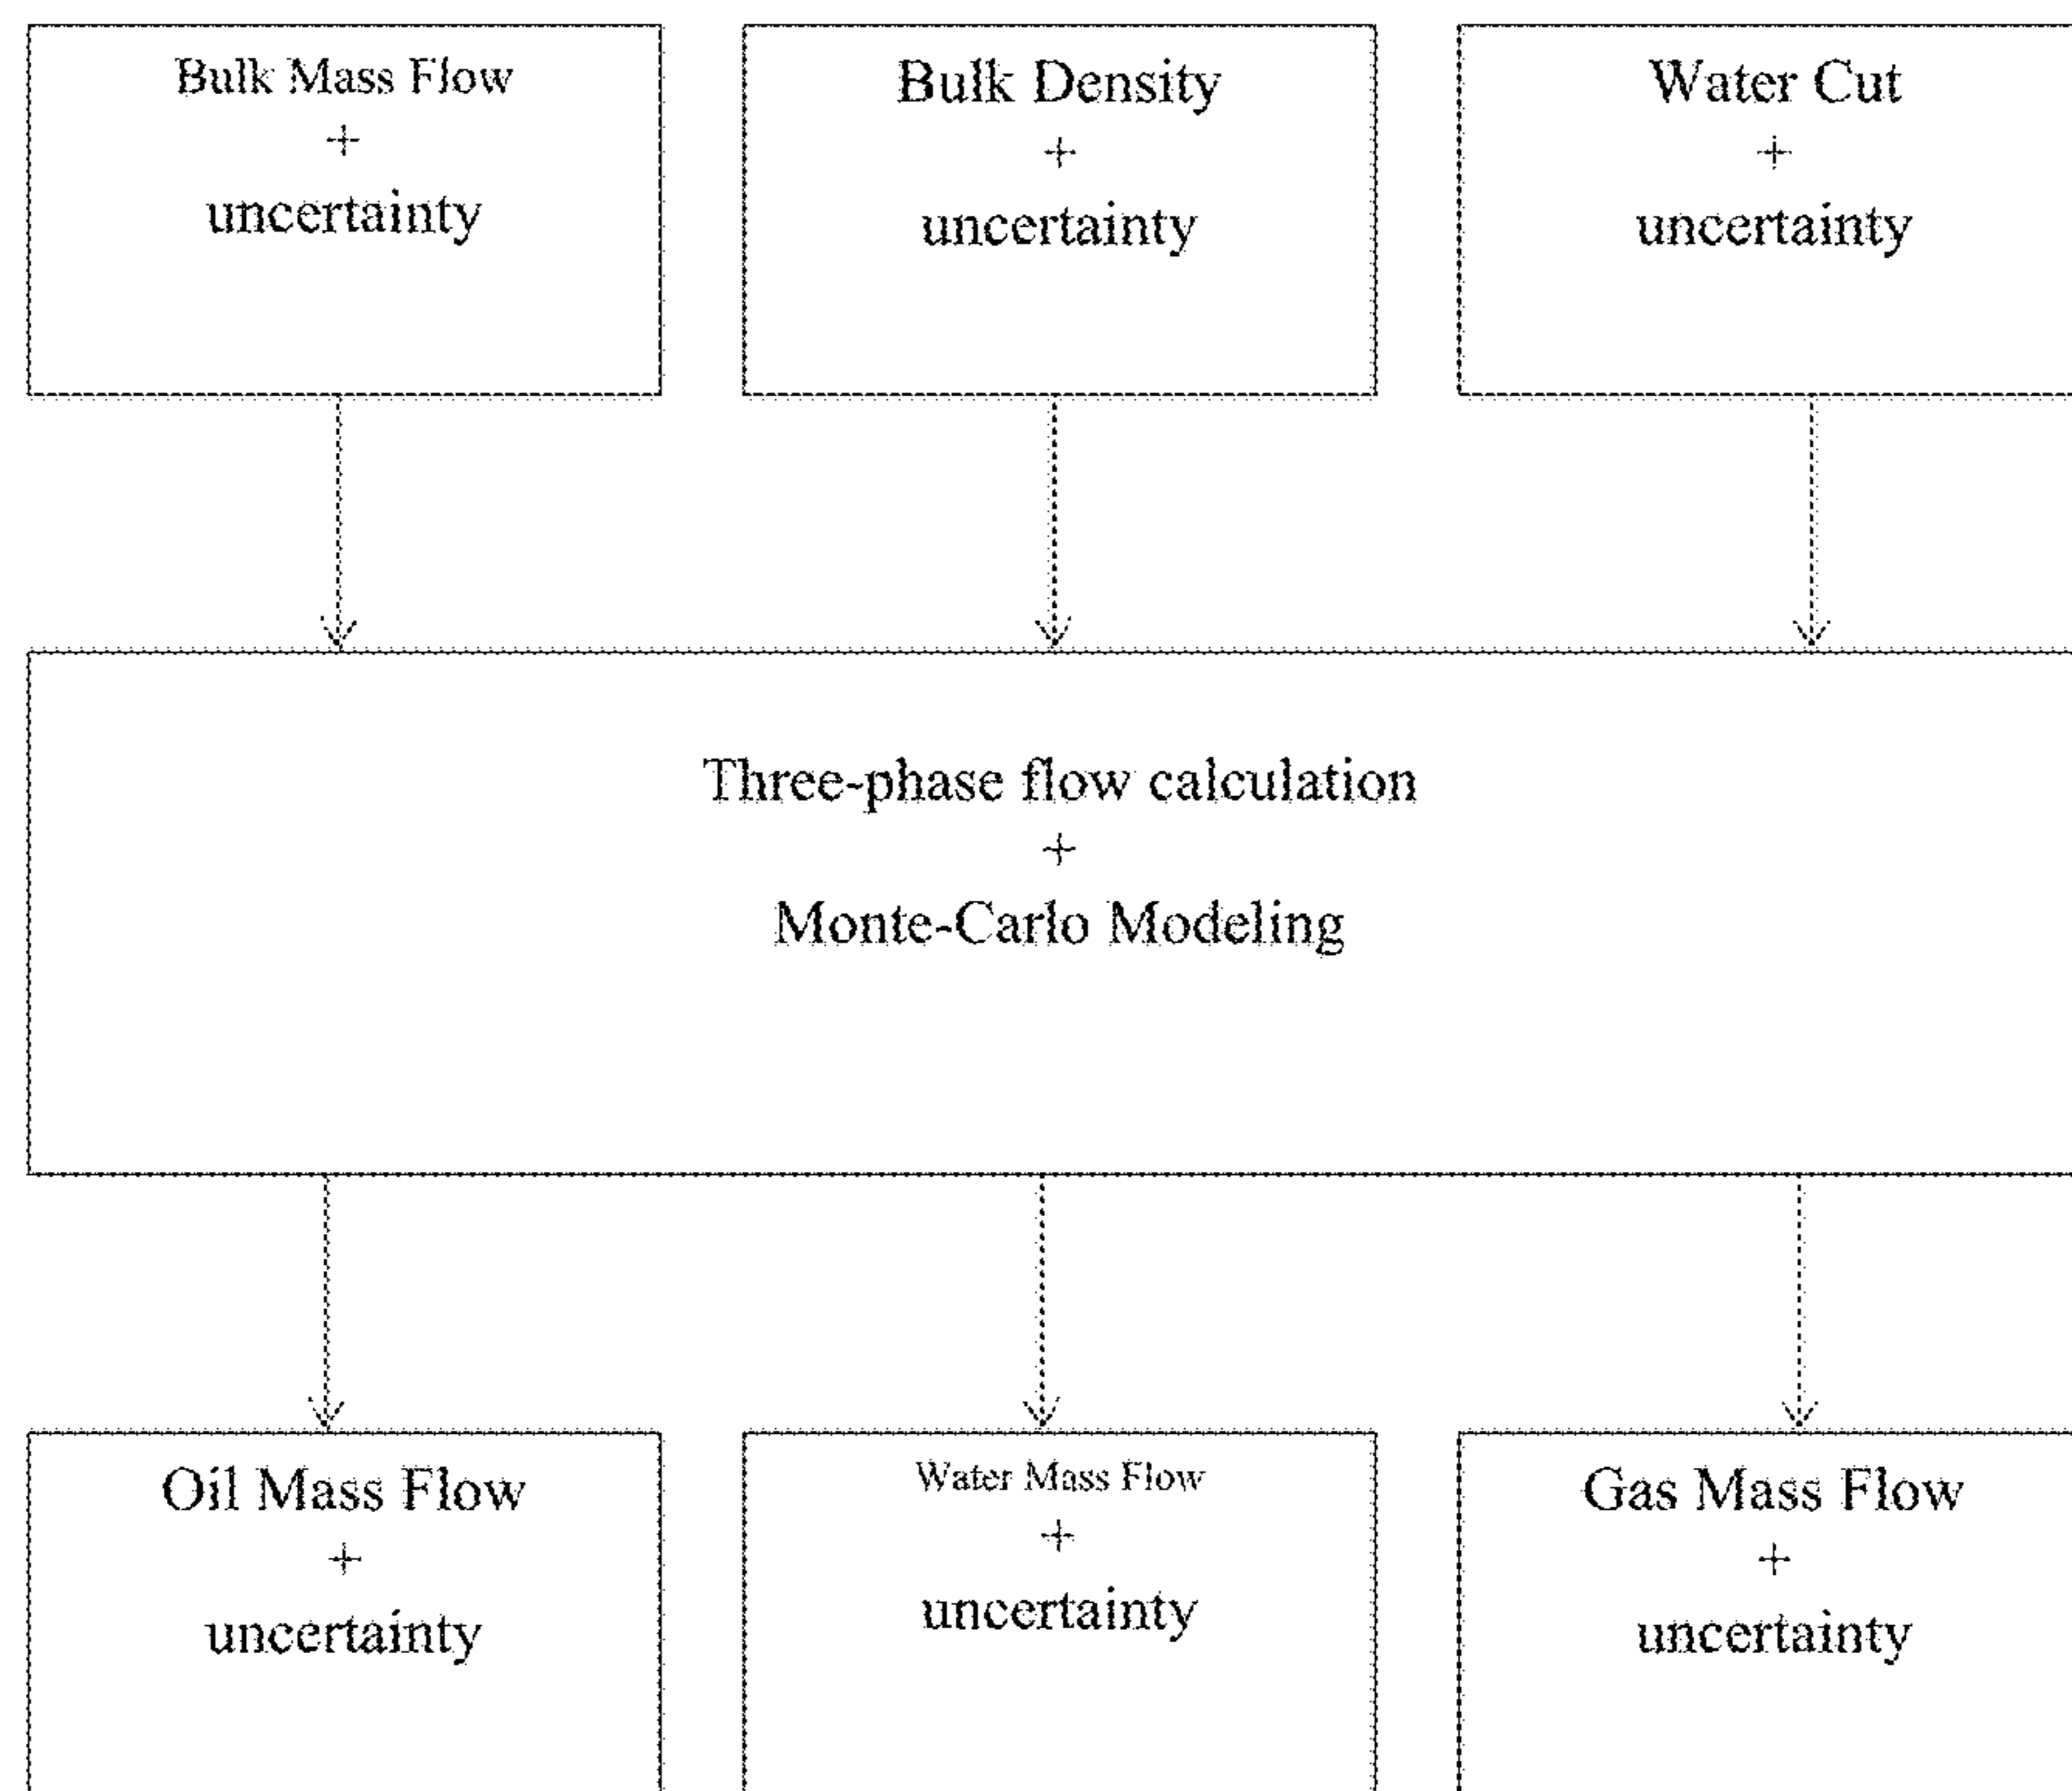 Bulk Mass Flow
+
uncertainty
Bulk Density
+
uncertainty
Water Cut
+
uncertainty
Three-phase flow calculation
+
Monte-Carlo Modeling
Oil Mass Flow
+
uncertainty
Water Mass Flow
+
uncertainty
Gas Mass Flow
+
uncertainty